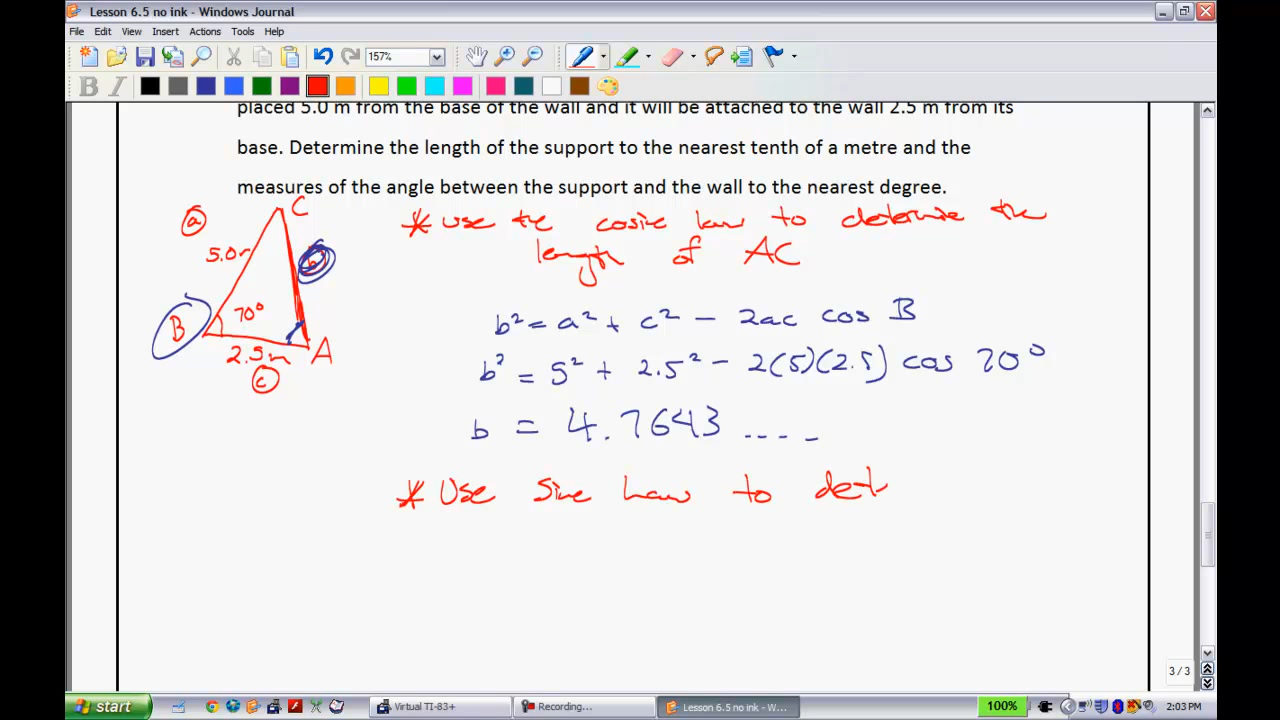 Lesson 6.5 no ink - Windows Journal
File Edit View Insert Actions Tools Help
157%
placed 5.0 m from the base of the wall and it will be attached to the wall 2.5 m from its
base. Determine the length of the support to the nearest tenth of a metre and the
measures of the angle between the support and the wall to the nearest degree.
* use the cosine law to determine the
length of AC
a
C
5.0m
b
B
70°
2.5m
A
c
b² = a² + c² - 2ac cos B
b² = 5² + 2.5² - 2(5)(2.5) cos 70°
b = 4.7643 ....
* Use Sine Law to det
3 / 3
start
Virtual TI-83+
Recording...
Lesson 6.5 no ink - W...
100%
2:03 PM